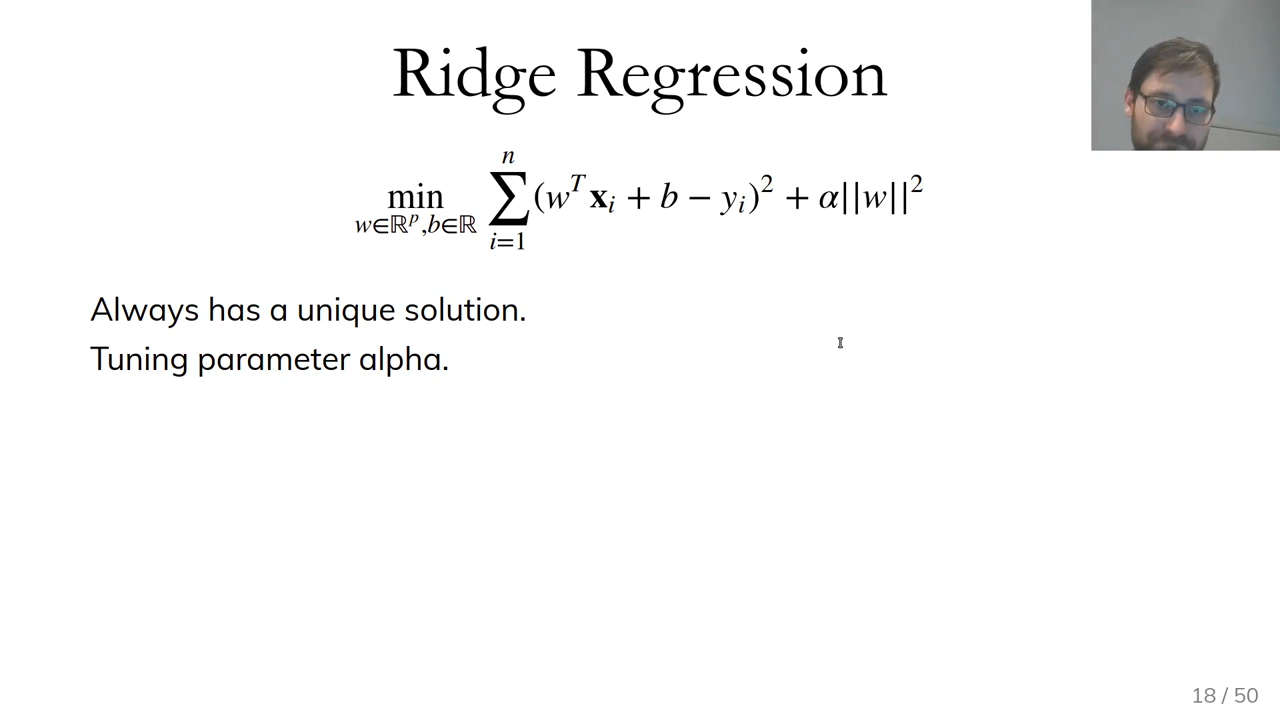 Ridge Regression
min_{w∈ℝ^p,b∈ℝ} ∑_{i=1}^{n} (w^T 𝐱_i + b − y_i)^2 + α||w||^2
Always has a unique solution.
Tuning parameter alpha.
18 / 50